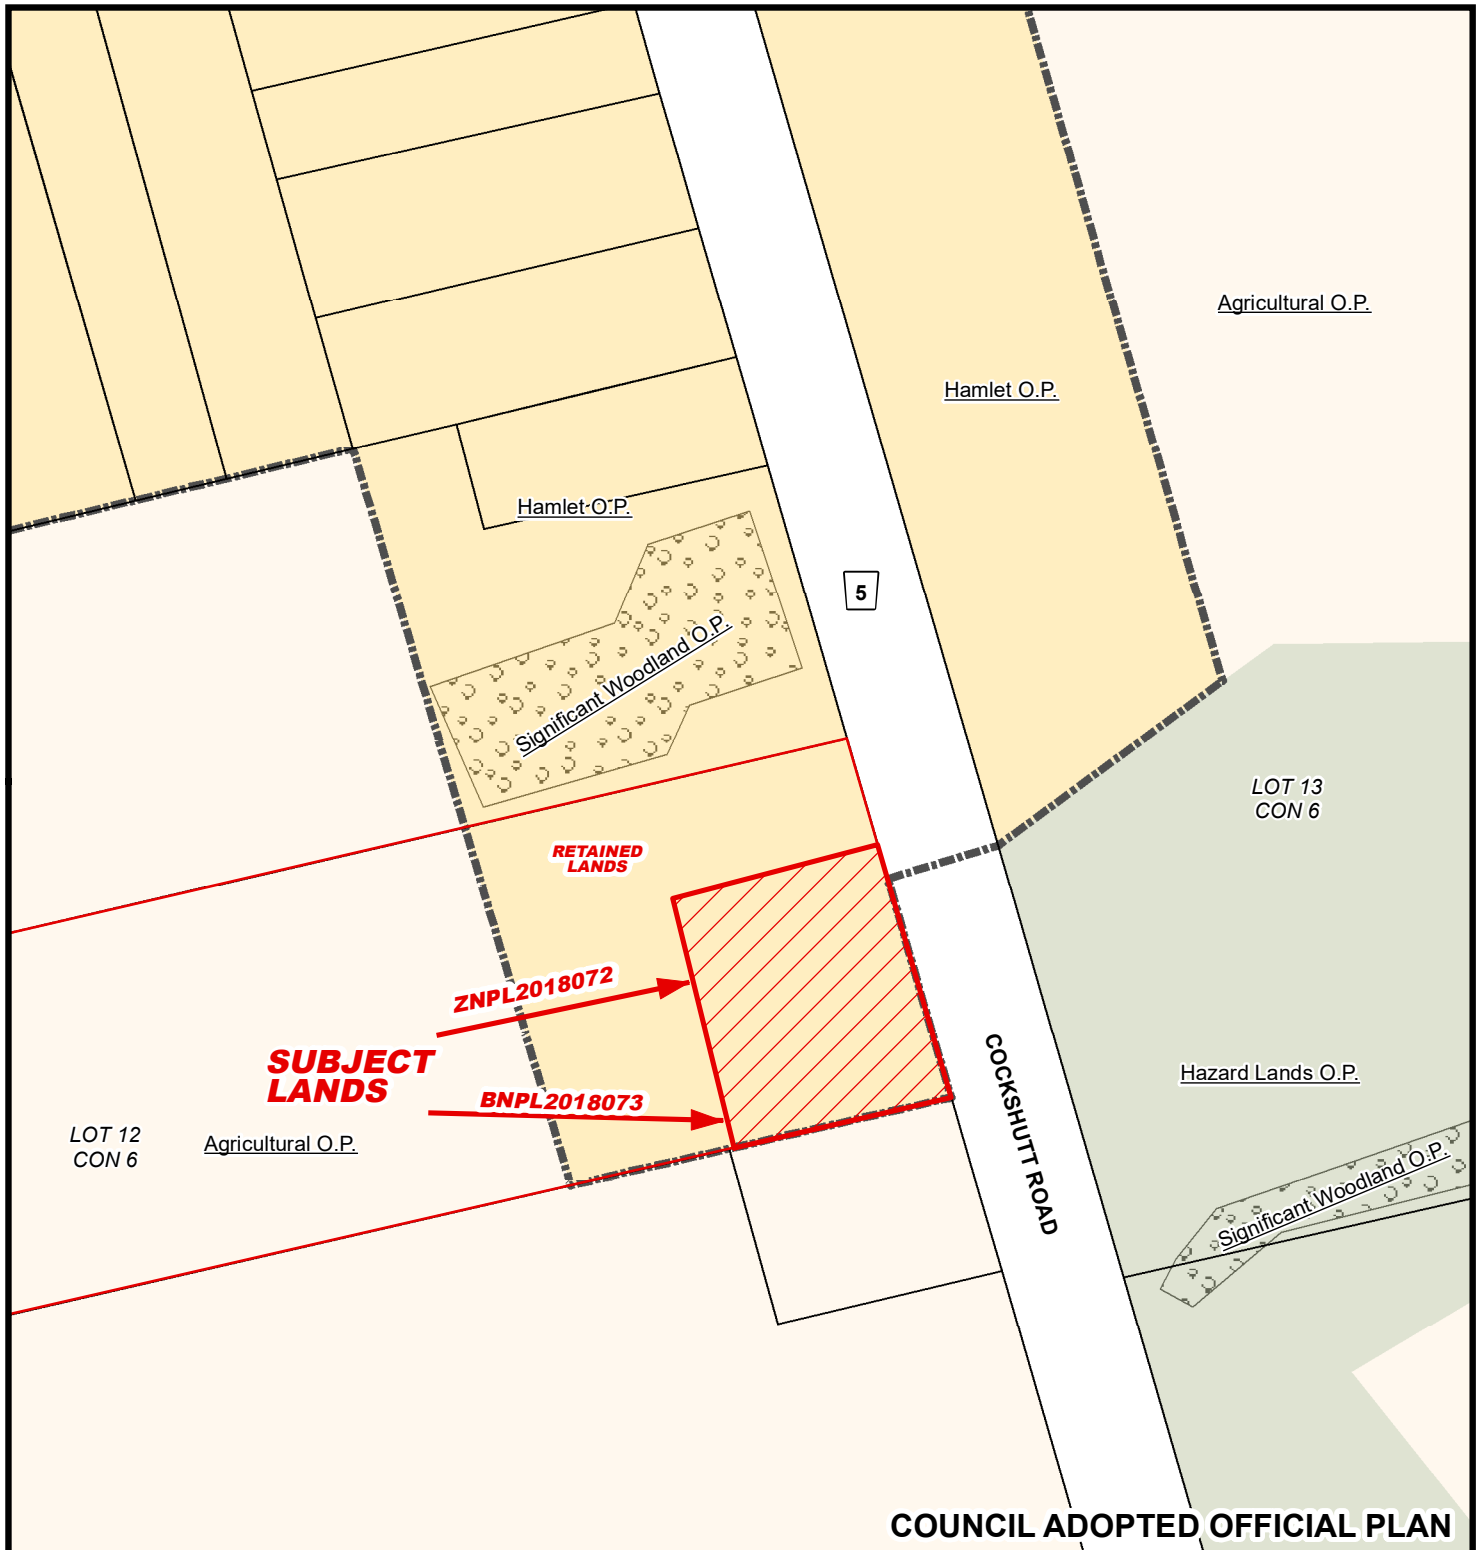 Agricultural O.P.
Hamlet O.P.
Hamlet O.P.
5
Significant Woodland O.P.
LOT 13
CON 6
RETAINED
LANDS
ZNPL2018072
SUBJECT
LANDS
BNPL2018073
COCKSHUTT ROAD
Hazard Lands O.P.
LOT 12
CON 6
Agricultural O.P.
Significant Woodland O.P.
COUNCIL ADOPTED OFFICIAL PLAN